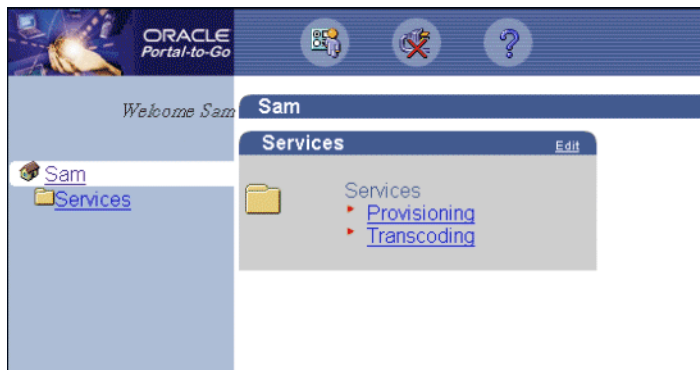 ORACLE
Portal-to-Go
?
Welcome Sam
Sam
Services
Sam
Services Edit
Services
Provisioning
Transcoding